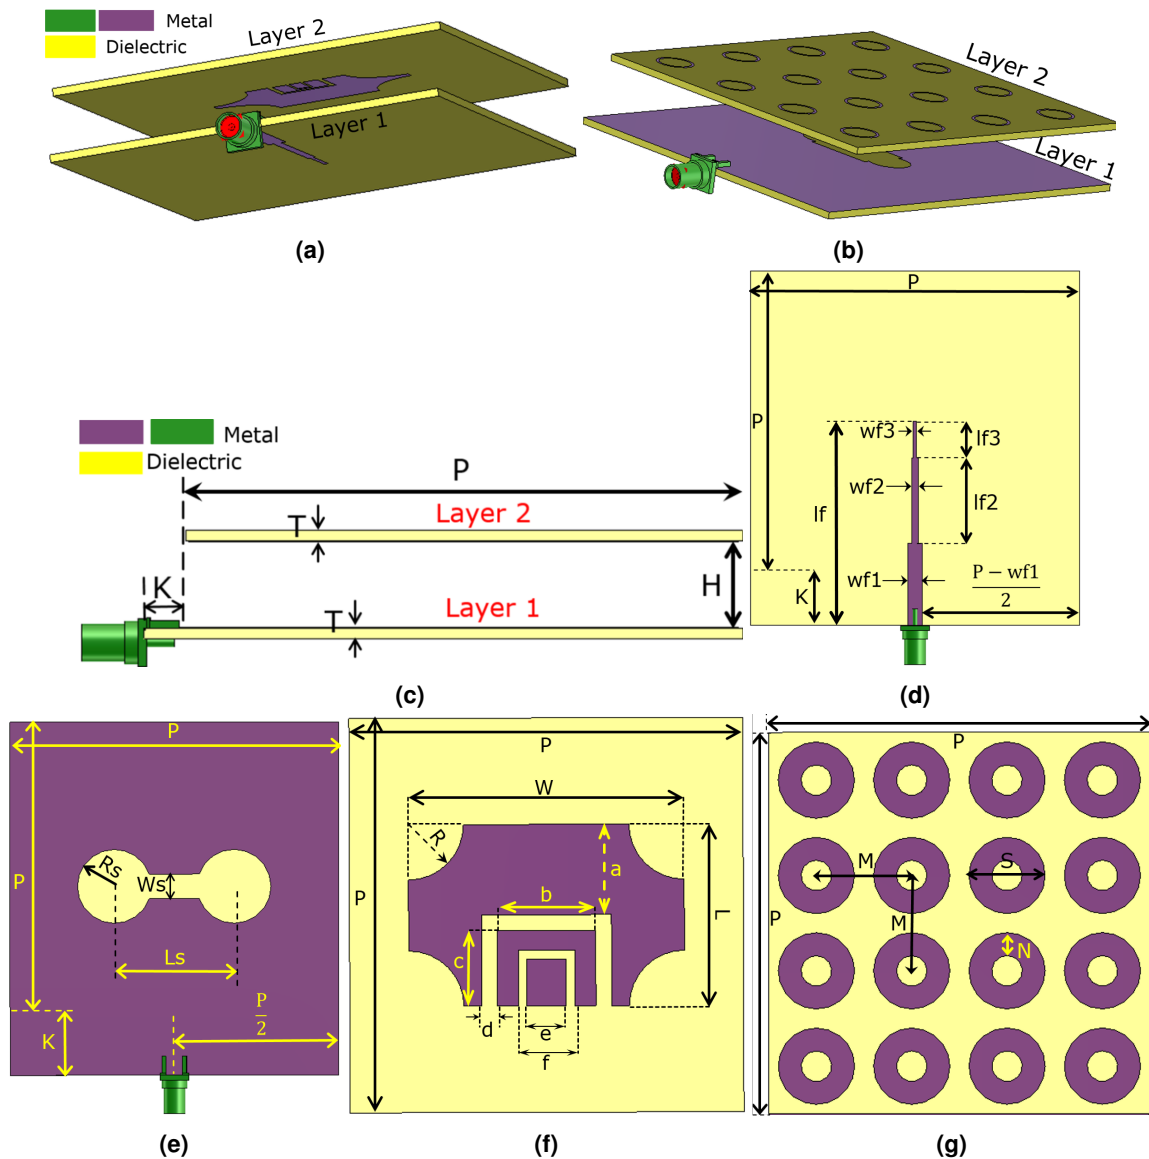 Metal
Dielectric
Layer 2
Layer 1
(a)
Layer 2
Layer 1
(b)
Metal
Dielectric
P
K
T
Layer 2
H
T
Layer 1
(c)
P
P
wf3
lf3
wf2
lf
lf2
wf1
K
P − wf1
2
(d)
P
P
Rs
Ws
Ls
K
P
2
(e)
P
W
R
a
P
b
L
c
d
e
f
(f)
P
M
S
P
M
N
(g)